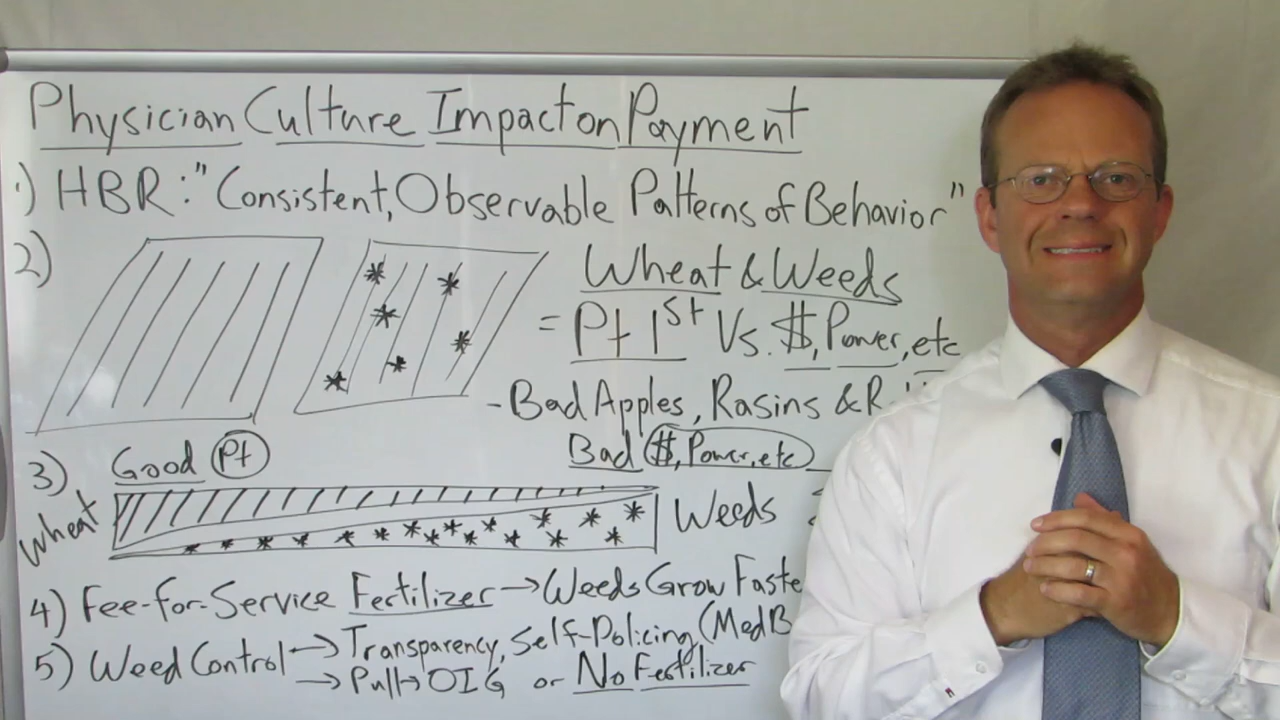 Physician Culture Impact on Payment
1) HBR: "Consistent, Observable Patterns of Behavior"
2)
Wheat & Weeds
= Pt 1st Vs. $, Power, etc
- Bad Apples, Rasins &
3) Good Pt
Bad $, Power, etc
Wheat
Weeds
4) Fee-for-Service Fertilizer → Weeds Grow
5) Weed Control → Transparency, Self-Policing (Med
→ Pull → OIG or No Fertilizer